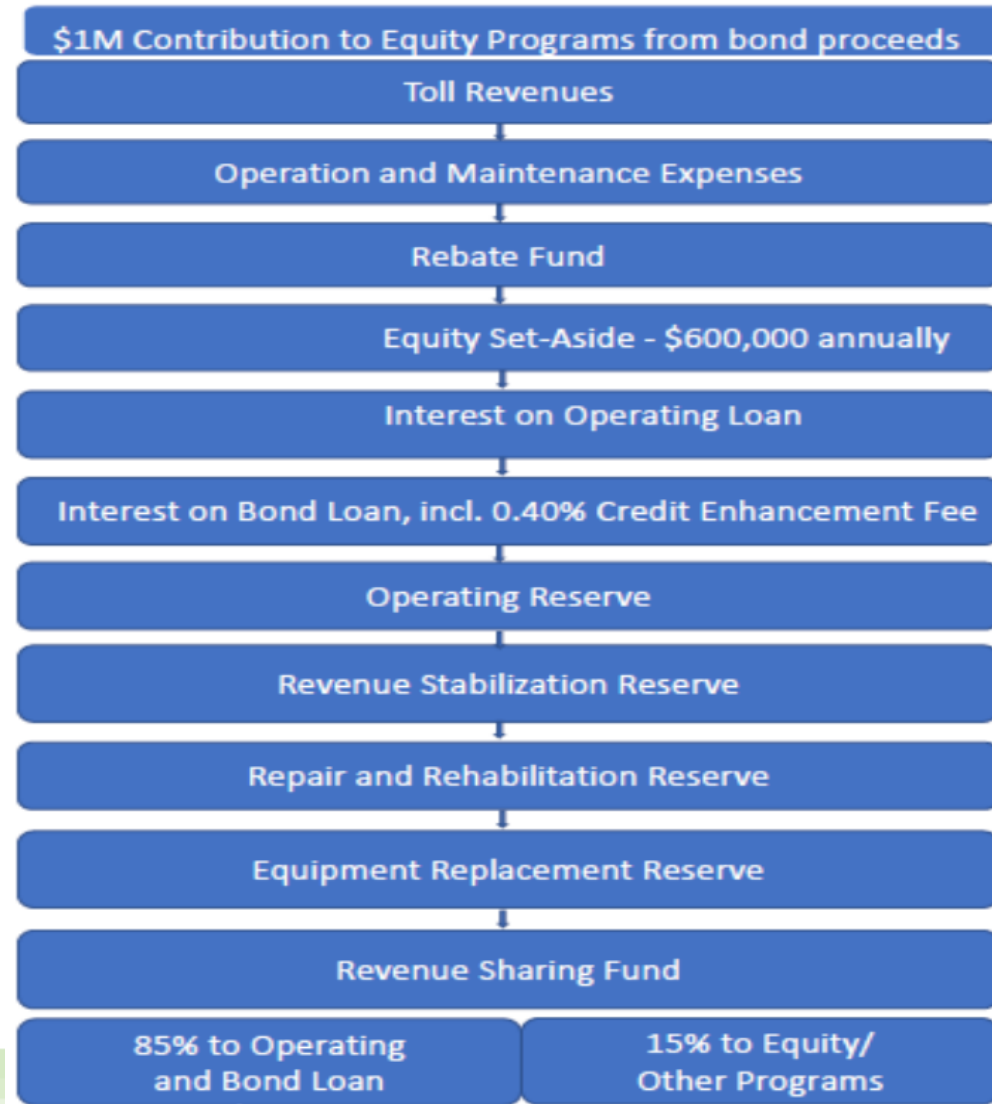 $1M Contribution to Equity Programs from bond proceeds
Toll Revenues
Operation and Maintenance Expenses
Rebate Fund
Equity Set-Aside - $600,000 annually
Interest on Operating Loan
Interest on Bond Loan, incl. 0.40% Credit Enhancement Fee
Operating Reserve
Revenue Stabilization Reserve
Repair and Rehabilitation Reserve
Equipment Replacement Reserve
Revenue Sharing Fund
85% to Operating
and Bond Loan
15% to Equity/
Other Programs